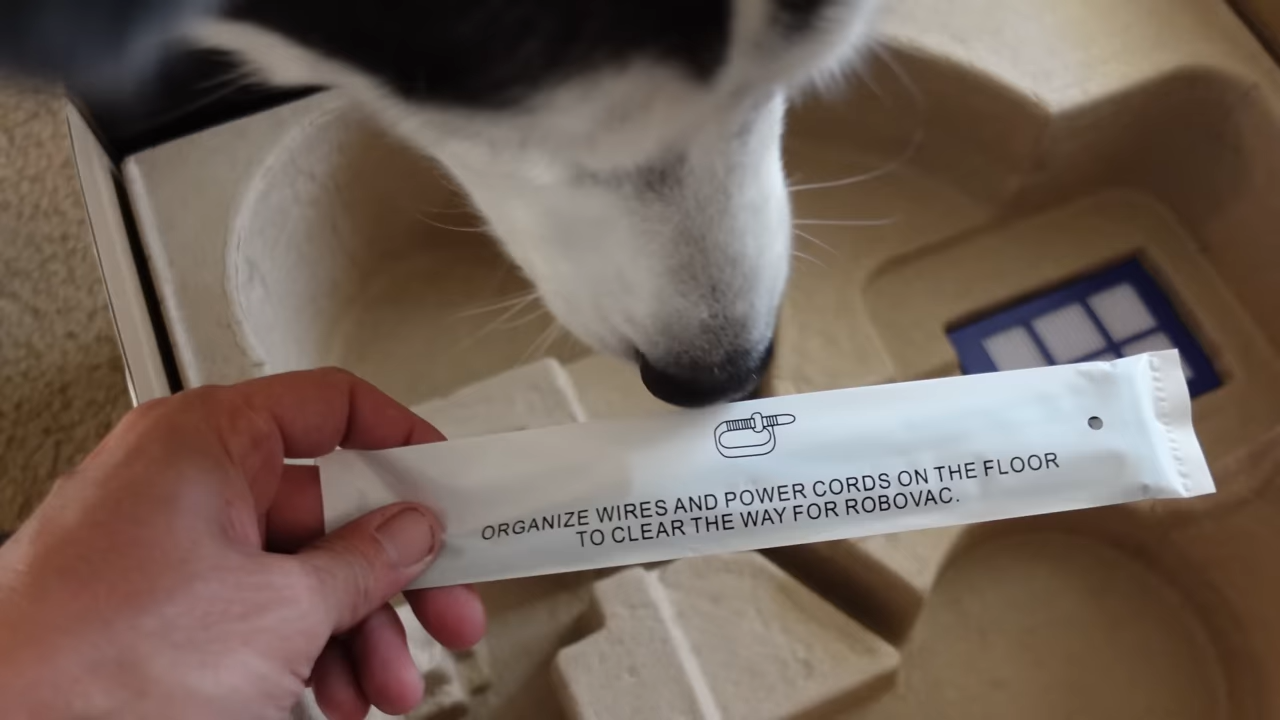 ORGANIZE WIRES AND POWER CORDS ON THE FLOOR
TO CLEAR THE WAY FOR ROBOVAC.